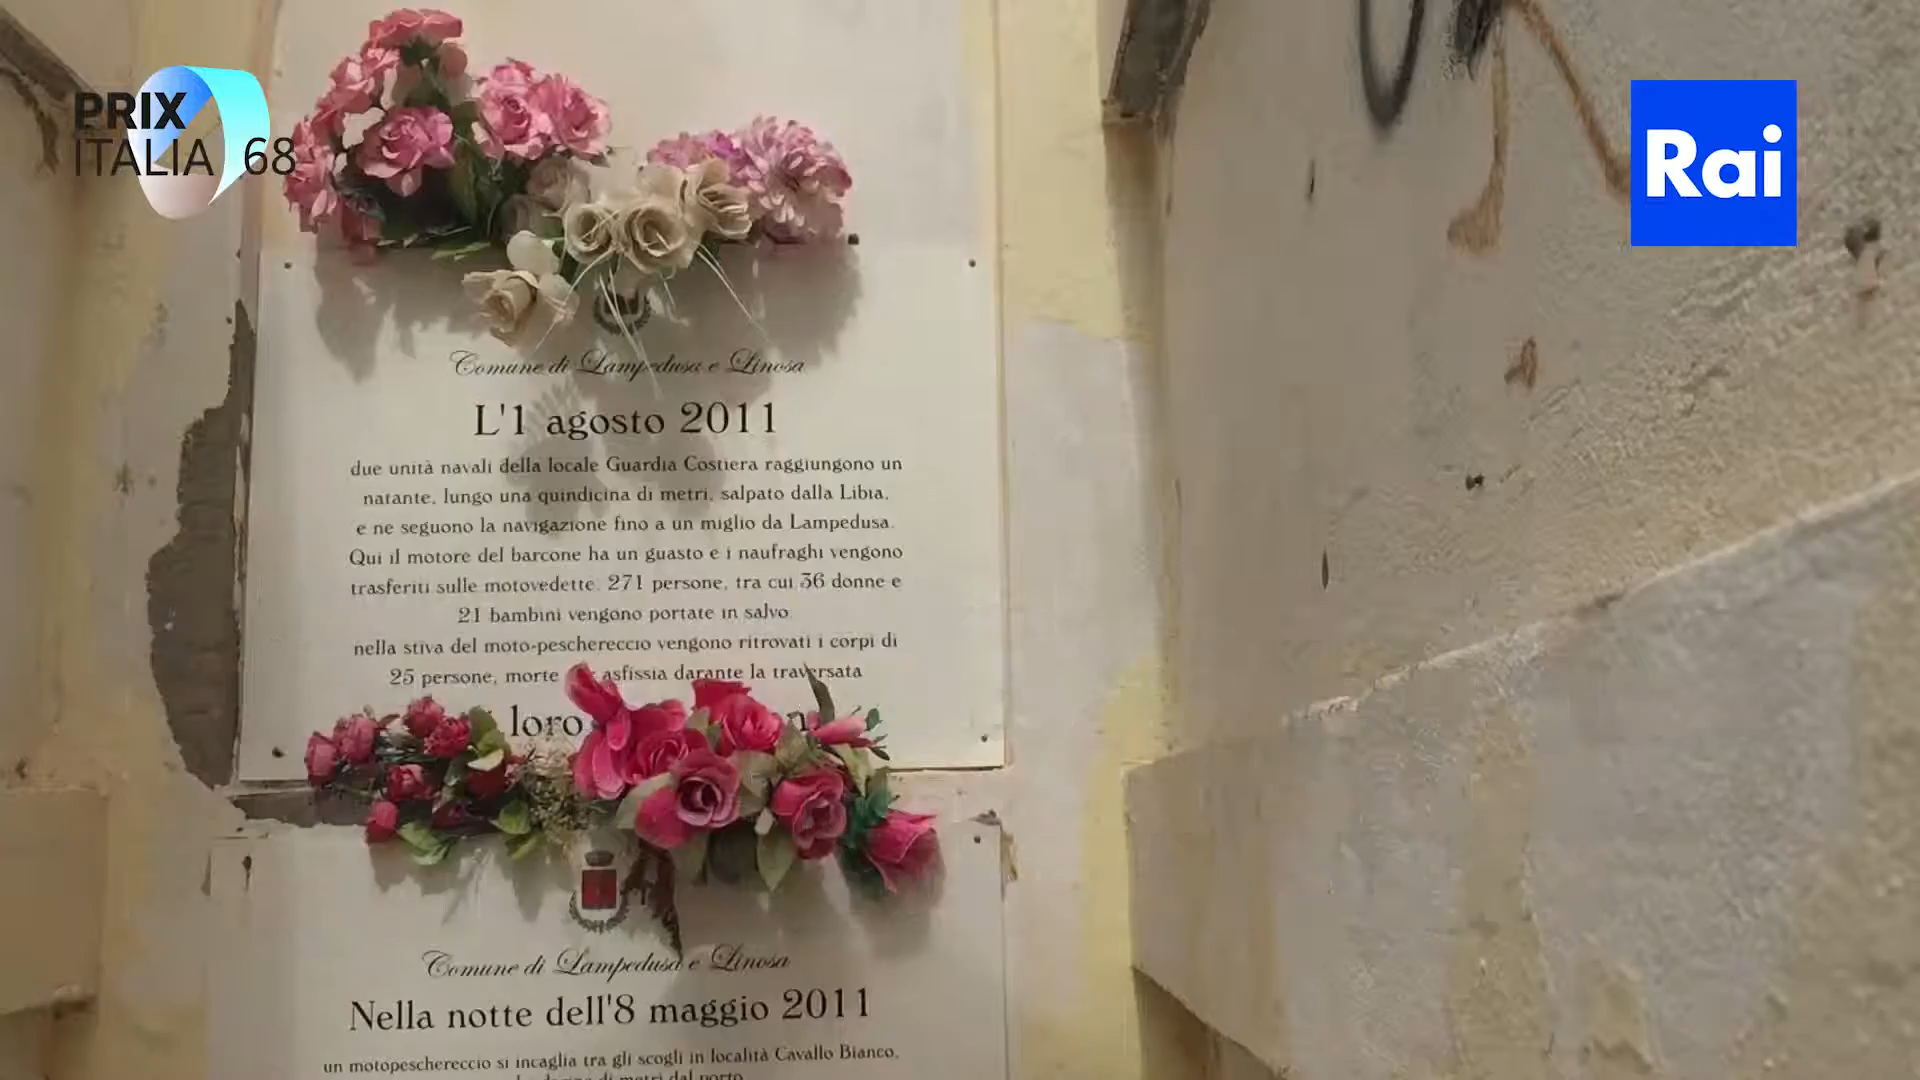 PRIX
ITALIA 68
Rai
Comune di Lampedusa e Linosa
L'1 agosto 2011
due unità navali della locale Guardia Costiera raggiungono un
natante, lungo una quindicina di metri, salpato dalla Libia,
e ne seguono la navigazione fino a un miglio da Lampedusa.
Qui il motore del barcone ha un guasto e i naufraghi vengono
trasferiti sulle motovedette. 271 persone, tra cui 36 donne e
21 bambini vengono portate in salvo
nella stiva del moto-peschereccio vengono ritrovati i corpi di
25 persone, morte asfissia darante la traversata
loro
Comune di Lampedusa e Linosa
Nella notte dell'8 maggio 2011
un motopeschereccio si incaglia tra gli scogli in località Cavallo Bianco,
di metri dal porto